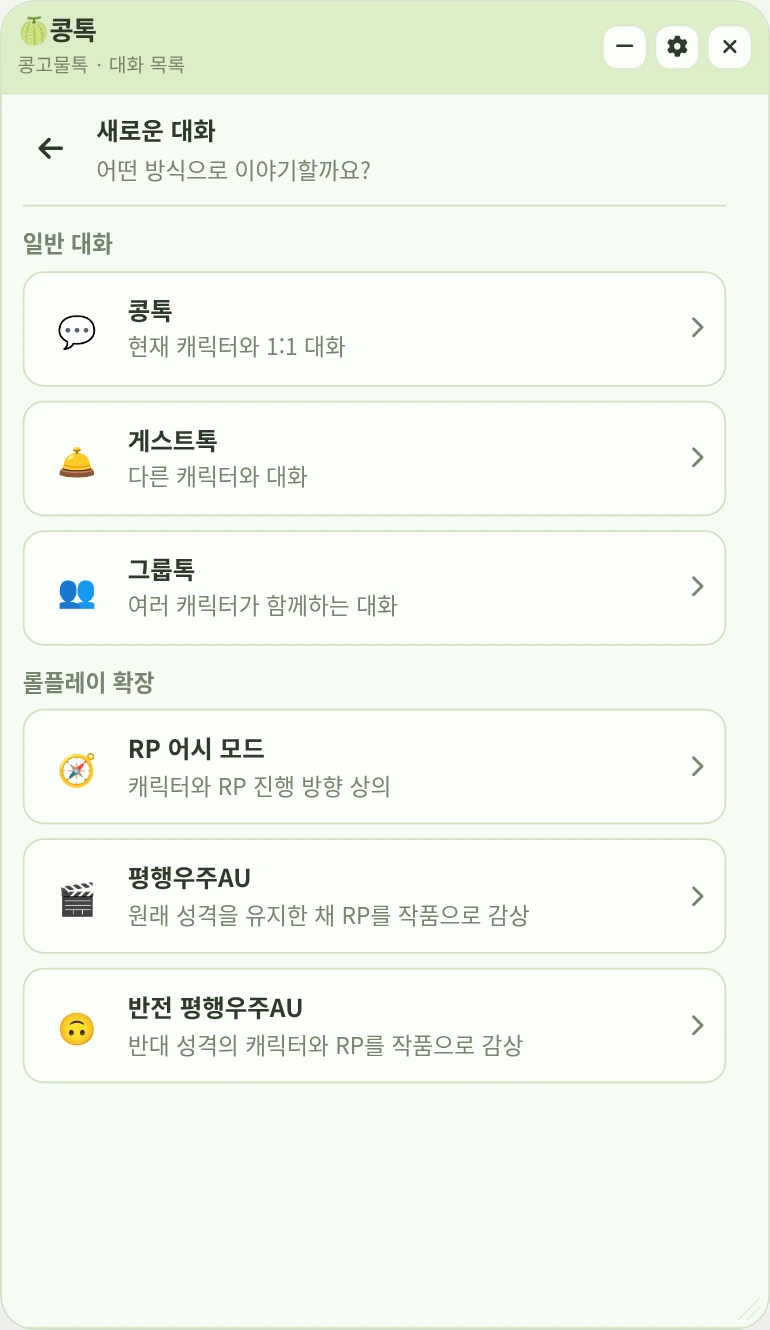 콩톡
콩고물톡 · 대화 목록
새로운 대화
어떤 방식으로 이야기할까요?
일반 대화
콩톡
현재 캐릭터와 1:1 대화
게스트톡
다른 캐릭터와 대화
그룹톡
여러 캐릭터가 함께하는 대화
롤플레이 확장
RP 어시 모드
캐릭터와 RP 진행 방향 상의
평행우주AU
원래 성격을 유지한 채 RP를 작품으로 감상
반전 평행우주AU
반대 성격의 캐릭터와 RP를 작품으로 감상